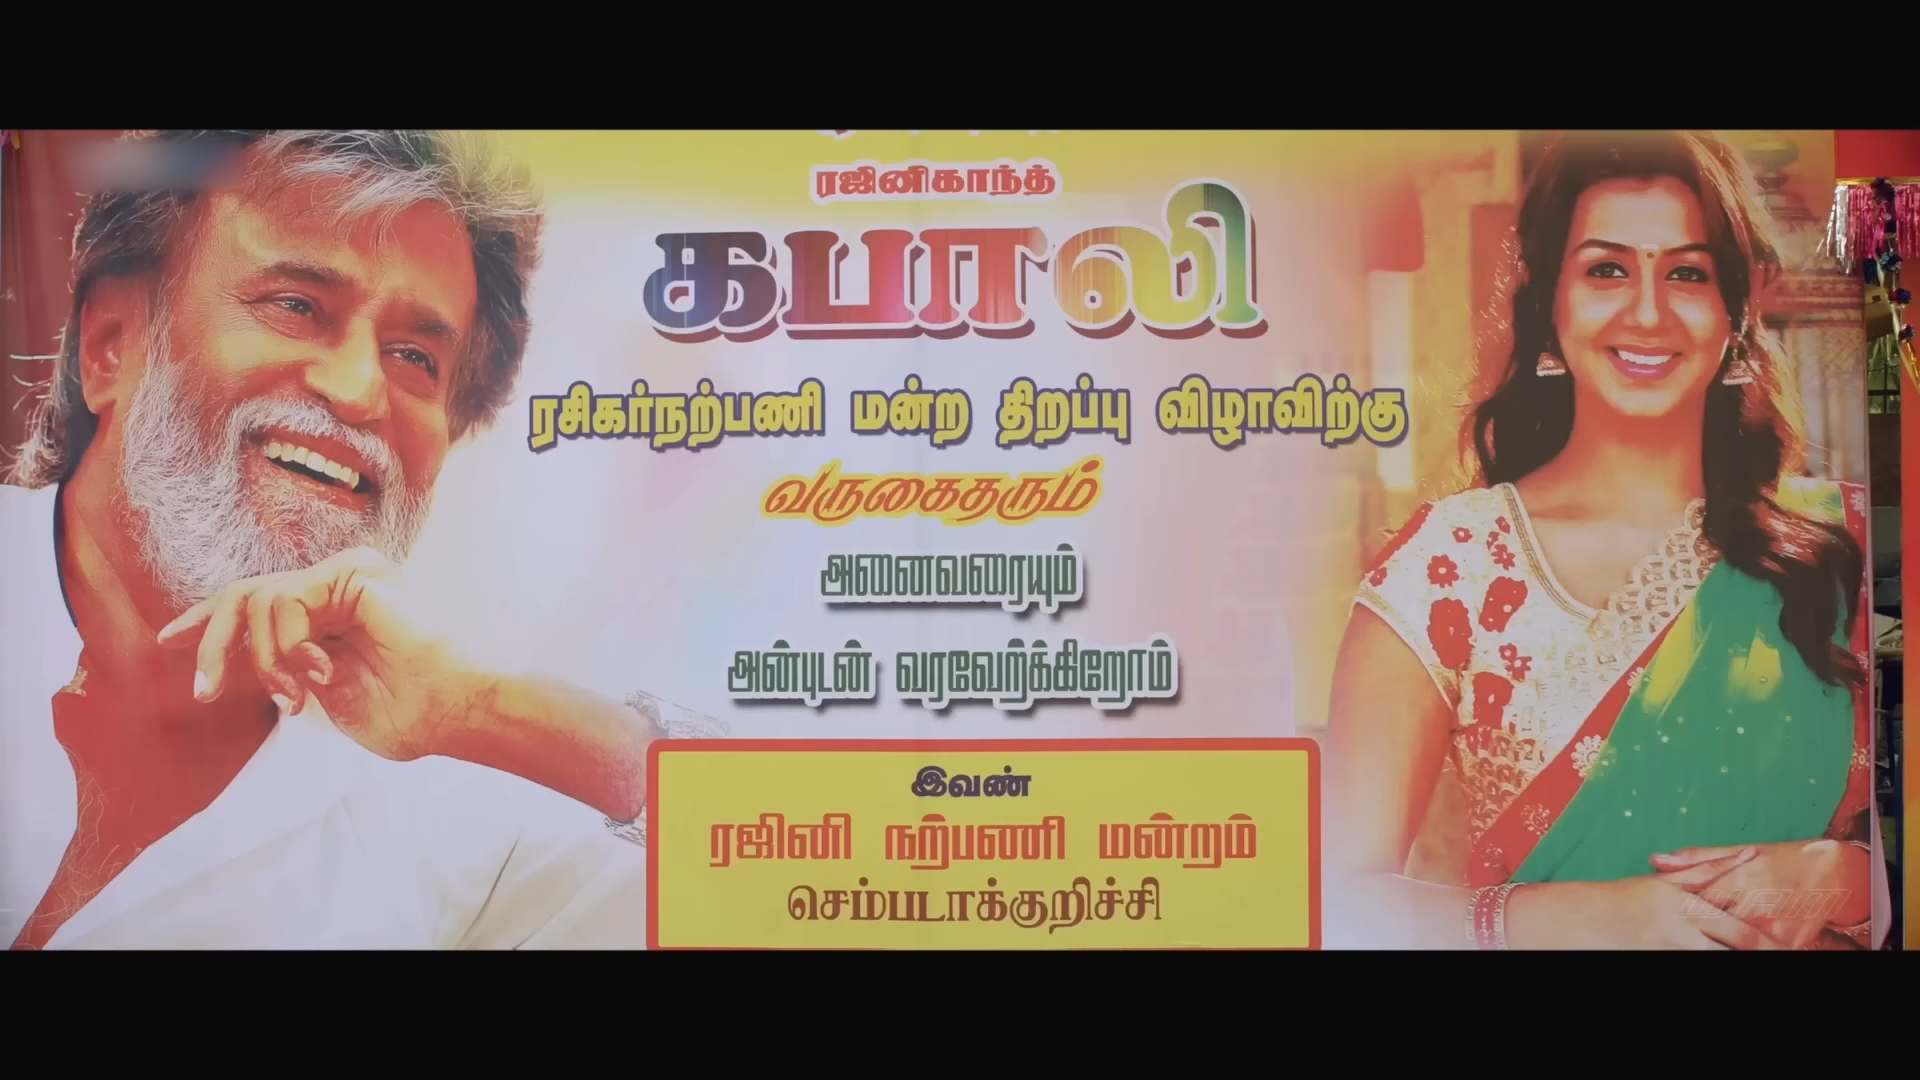 ரஜினிகாந்த்
கபாலி
ரசிகர்நற்பணி மன்ற திறப்பு விழாவிற்கு
வருகைதரும்
அனைவரையும்
அன்புடன் வரவேற்க்கிறோம்
இவண்
ரஜினி நற்பணி மன்றம்
செம்படாக்குறிச்சி